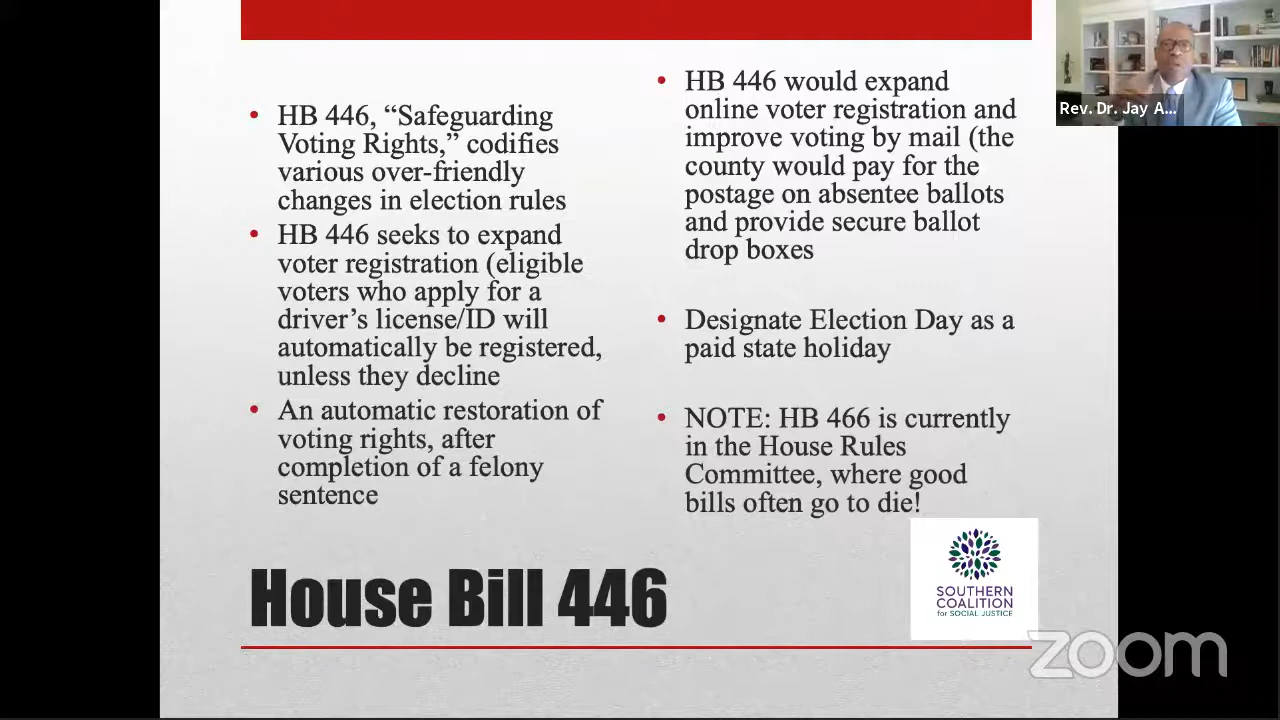 HB 446, “Safeguarding
Voting Rights,” codifies
various over-friendly
changes in election rules
HB 446 seeks to expand
voter registration (eligible
voters who apply for a
driver’s license/ID will
automatically be registered,
unless they decline
An automatic restoration of
voting rights, after
completion of a felony
sentence
HB 446 would expand
online voter registration and
improve voting by mail (the
county would pay for the
postage on absentee ballots
and provide secure ballot
drop boxes
Designate Election Day as a
paid state holiday
NOTE: HB 466 is currently
in the House Rules
Committee, where good
bills often go to die!
House Bill 446
SOUTHERN
COALITION
for SOCIAL JUSTICE
Rev. Dr. Jay A...
zoom